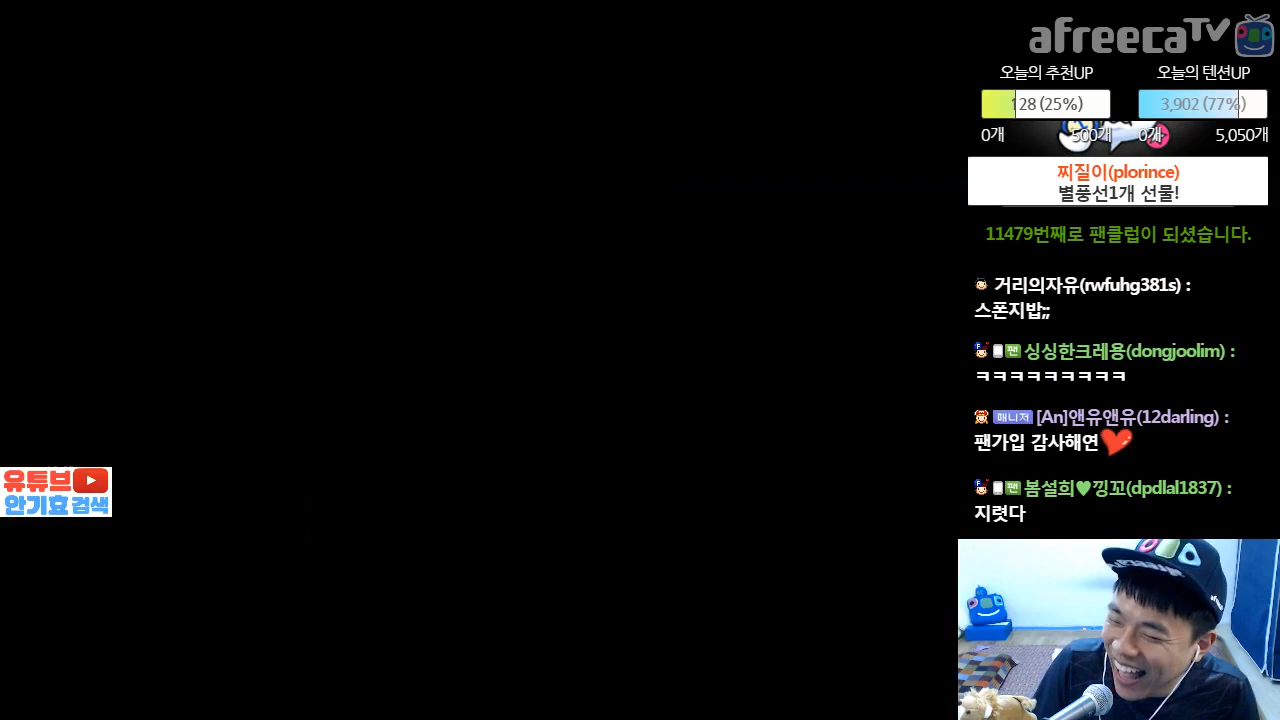 afreecaTV
오늘의 추천UP 오늘의 텐션UP
128 (25%) 3,902 (77%)
0개 500개 0개 5,050개
찌질이(plorince)
별풍선1개 선물!
11479번째로 팬클럽이 되셨습니다.
거리의자유(rwfuhg381s) :
스폰지밥;;
팬 싱싱한크레용(dongjoolim) :
ㅋㅋㅋㅋㅋㅋㅋㅋㅋ
매니저 [An]앤유앤유(12darling) :
팬가입 감사해연
팬 봄설희♥낑꼬(dpdlal1837) :
지렷다
유튜브
안기효 검색